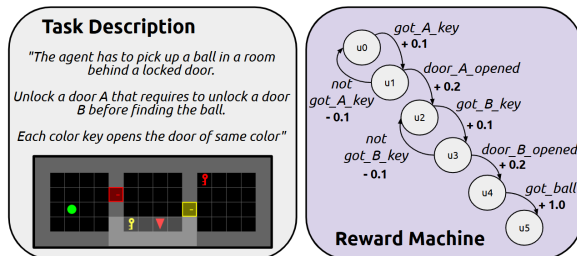 Task Description
"The agent has to pick up a ball in a room
behind a locked door.
Unlock a door A that requires to unlock a door
B before finding the ball.
Each color key opens the door of same color"
got_A_key
+ 0.1
u0
door_A_opened
+ 0.2
not
got_A_key
- 0.1
u1
got_B_key
+ 0.1
u2
not
got_B_key
- 0.1
u3
door_B_opened
+ 0.2
u4
got_ball
+ 1.0
u5
Reward Machine